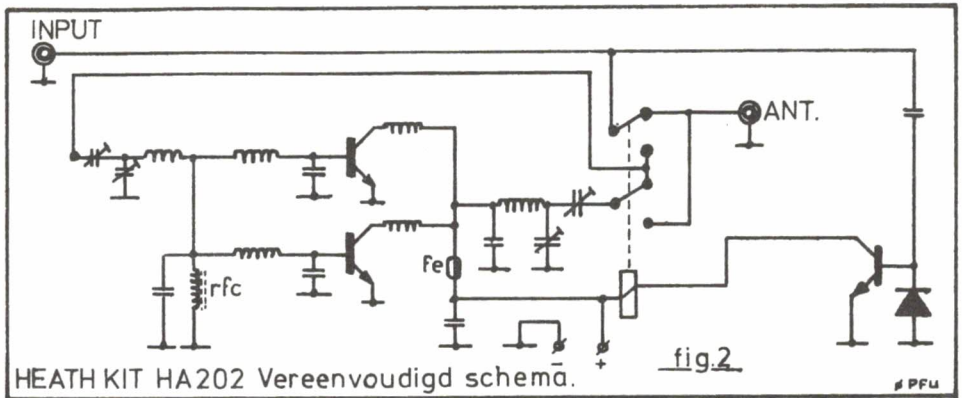 INPUT
ANT.
Fe
rfc
- +
fig.2
HEATH KIT HA202 Vereenvoudigd schema.
PFU